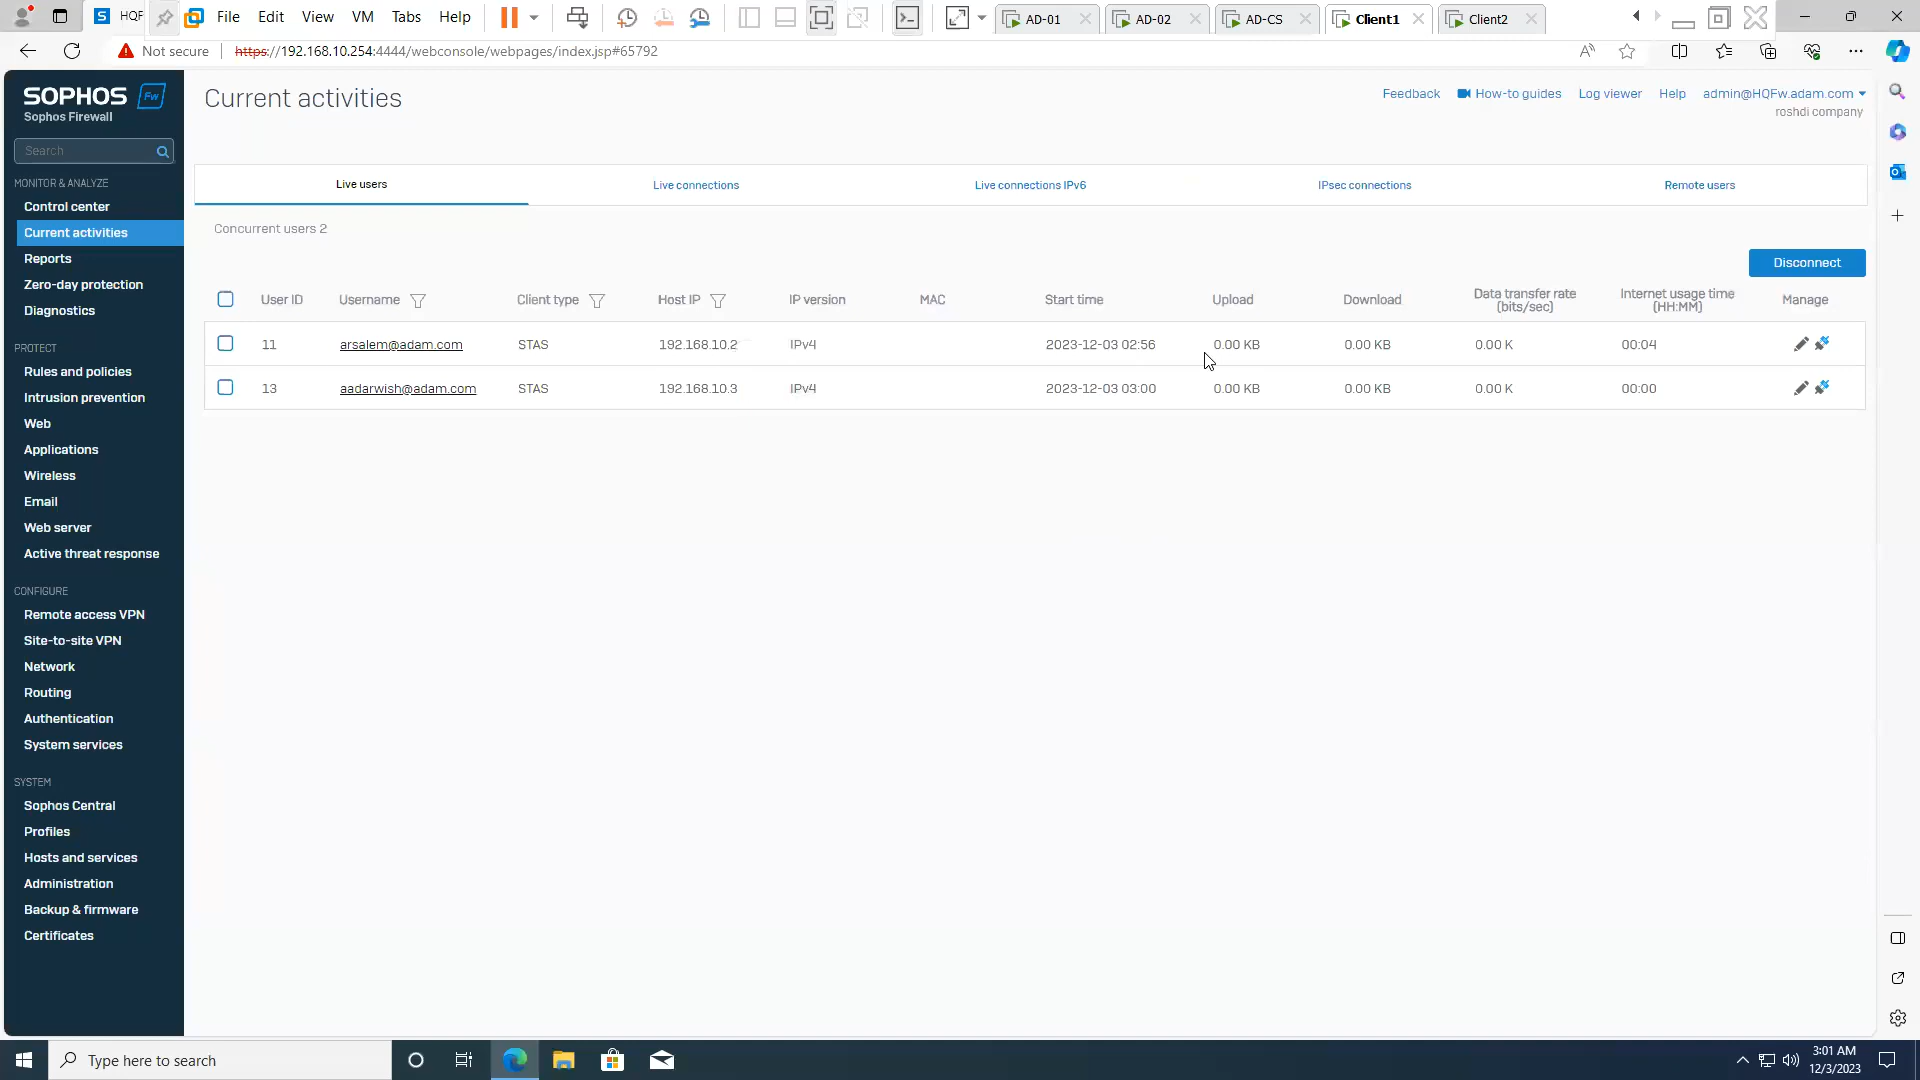 HQF
File Edit View VM Tabs Help
AD-01
AD-02
AD-CS
Client1
Client2
Not secure
https://192.168.10.254:4444/webconsole/webpages/index.jsp#65792
SOPHOS Fw
Sophos Firewall
Search
MONITOR & ANALYZE
Control center
Current activities
Reports
Zero-day protection
Diagnostics
PROTECT
Rules and policies
Intrusion prevention
Web
Applications
Wireless
Email
Web server
Active threat response
CONFIGURE
Remote access VPN
Site-to-site VPN
Network
Routing
Authentication
System services
SYSTEM
Sophos Central
Profiles
Hosts and services
Administration
Backup & firmware
Certificates
Current activities
Feedback How-to guides Log viewer Help admin@HQFw.adam.com
roshdi company
Live users Live connections Live connections IPv6 IPsec connections Remote users
Concurrent users 2
Disconnect
User ID Username Client type Host IP IP version MAC Start time Upload Download Data transfer rate (bits/sec) Internet usage time (HH:MM) Manage
11 arsalem@adam.com STAS 192.168.10.2 IPv4 2023-12-03 02:56 0.00 KB 0.00 KB 0.00 K 00:04
13 aadarwish@adam.com STAS 192.168.10.3 IPv4 2023-12-03 03:00 0.00 KB 0.00 KB 0.00 K 00:00
Type here to search
3:01 AM
12/3/2023